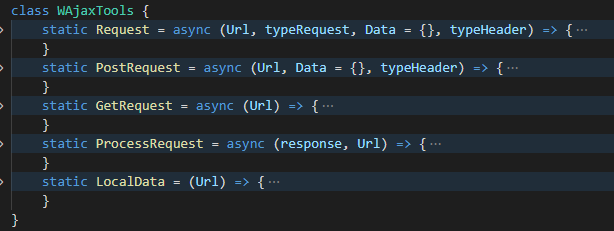 class WAjaxTools {
static Request = async (Url, typeRequest, Data = {}, typeHeader) => {···
}
static PostRequest = async (Url, Data = {}, typeHeader) => {···
}
static GetRequest = async (Url) => {···
}
static ProcessRequest = async (response, Url) => {···
}
static LocalData = (Url) => {···
}
}